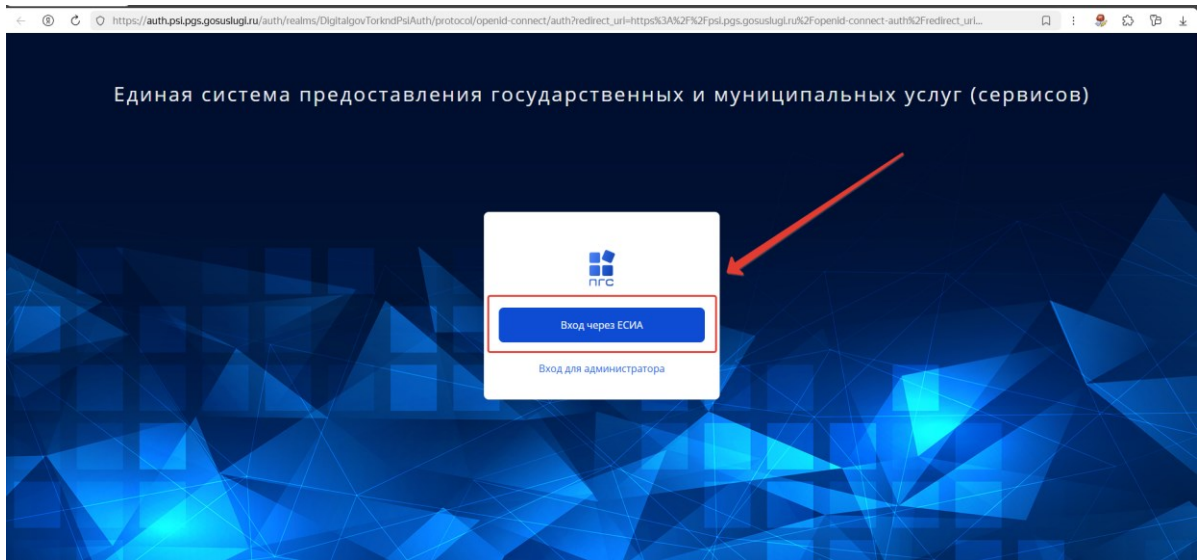 https://auth.psi.pgs.gosuslugi.ru/auth/realms/DigitalgovTorkndPsiAuth/protocol/openid-connect/auth?redirect_uri=https%3A%2F%2Fpsi.pgs.gosuslugi.ru%2Fopenid-connect-auth%2Fredirect_uri...
Единая система предоставления государственных и муниципальных услуг (сервисов)
пгс
Вход через ЕСИА
Вход для администратора